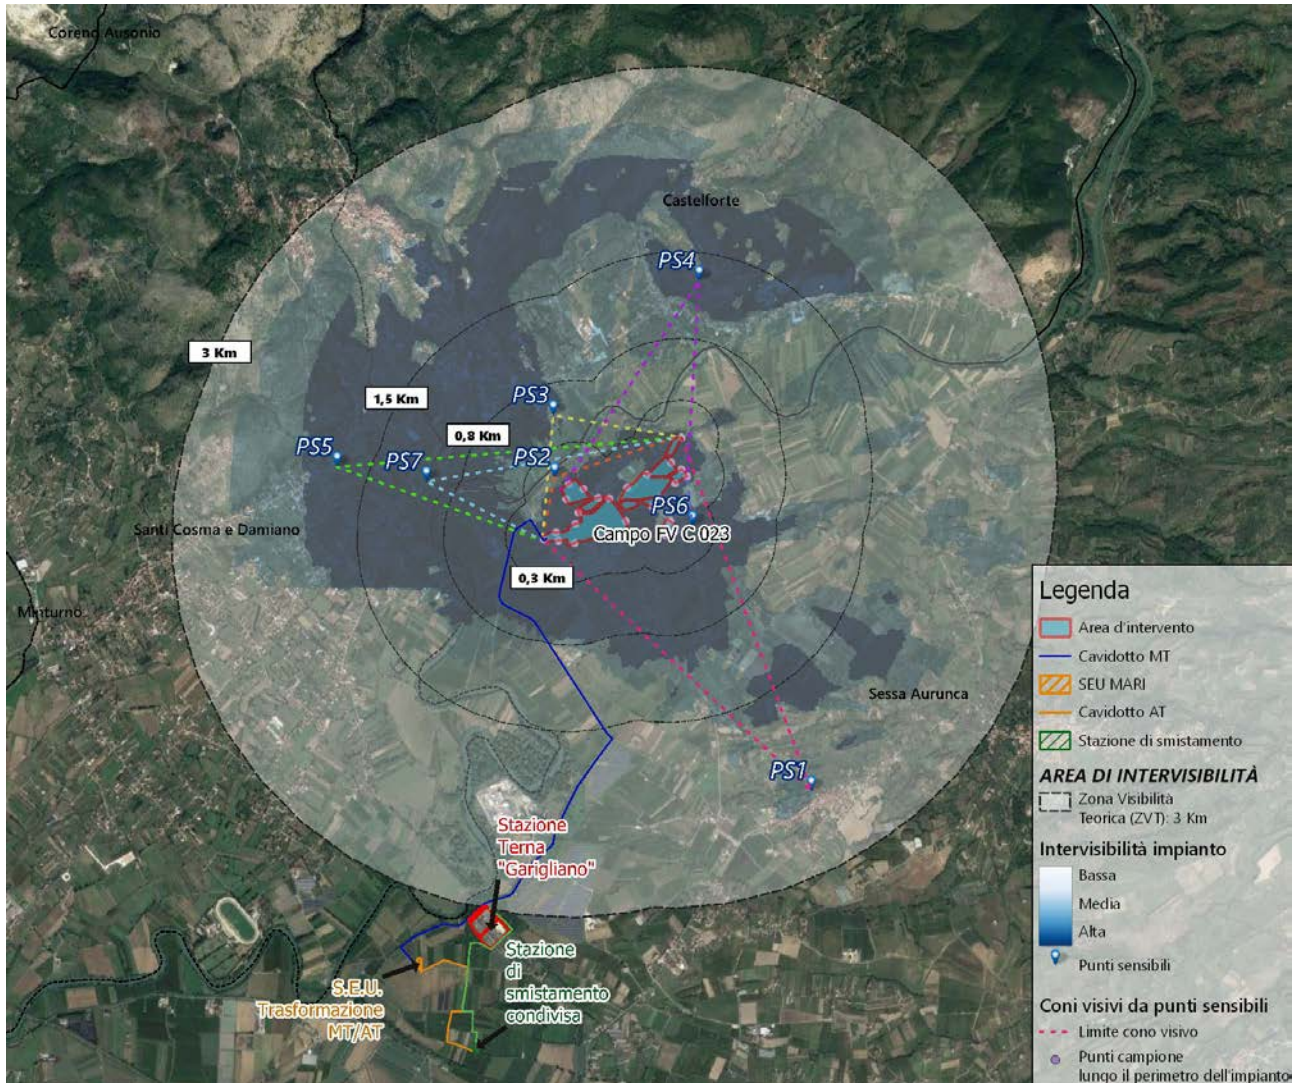 Coreno Ausonio
Castelforte
PS4
3 Km
1,5 Km
PS3
0,8 Km
PS5
PS7
PS2
PS6
Santi Cosma e Damiano
Campo FV C 023
0,3 Km
Minturno
Sessa Aurunca
PS1
Stazione
Terna
"Garigliano"
Stazione
di
smistamento
condivisa
S.E.U.
Trasformazione
MT/AT
Legenda
Area d'intervento
Cavidotto MT
SEU MARI
Cavidotto AT
Stazione di smistamento
AREA DI INTERVISIBILITÀ
Zona Visibilità
Teorica (ZVT): 3 Km
Intervisibilità impianto
Bassa
Media
Alta
Punti sensibili
Coni visivi da punti sensibili
Limite cono visivo
Punti campione
lungo il perimetro dell'impianto